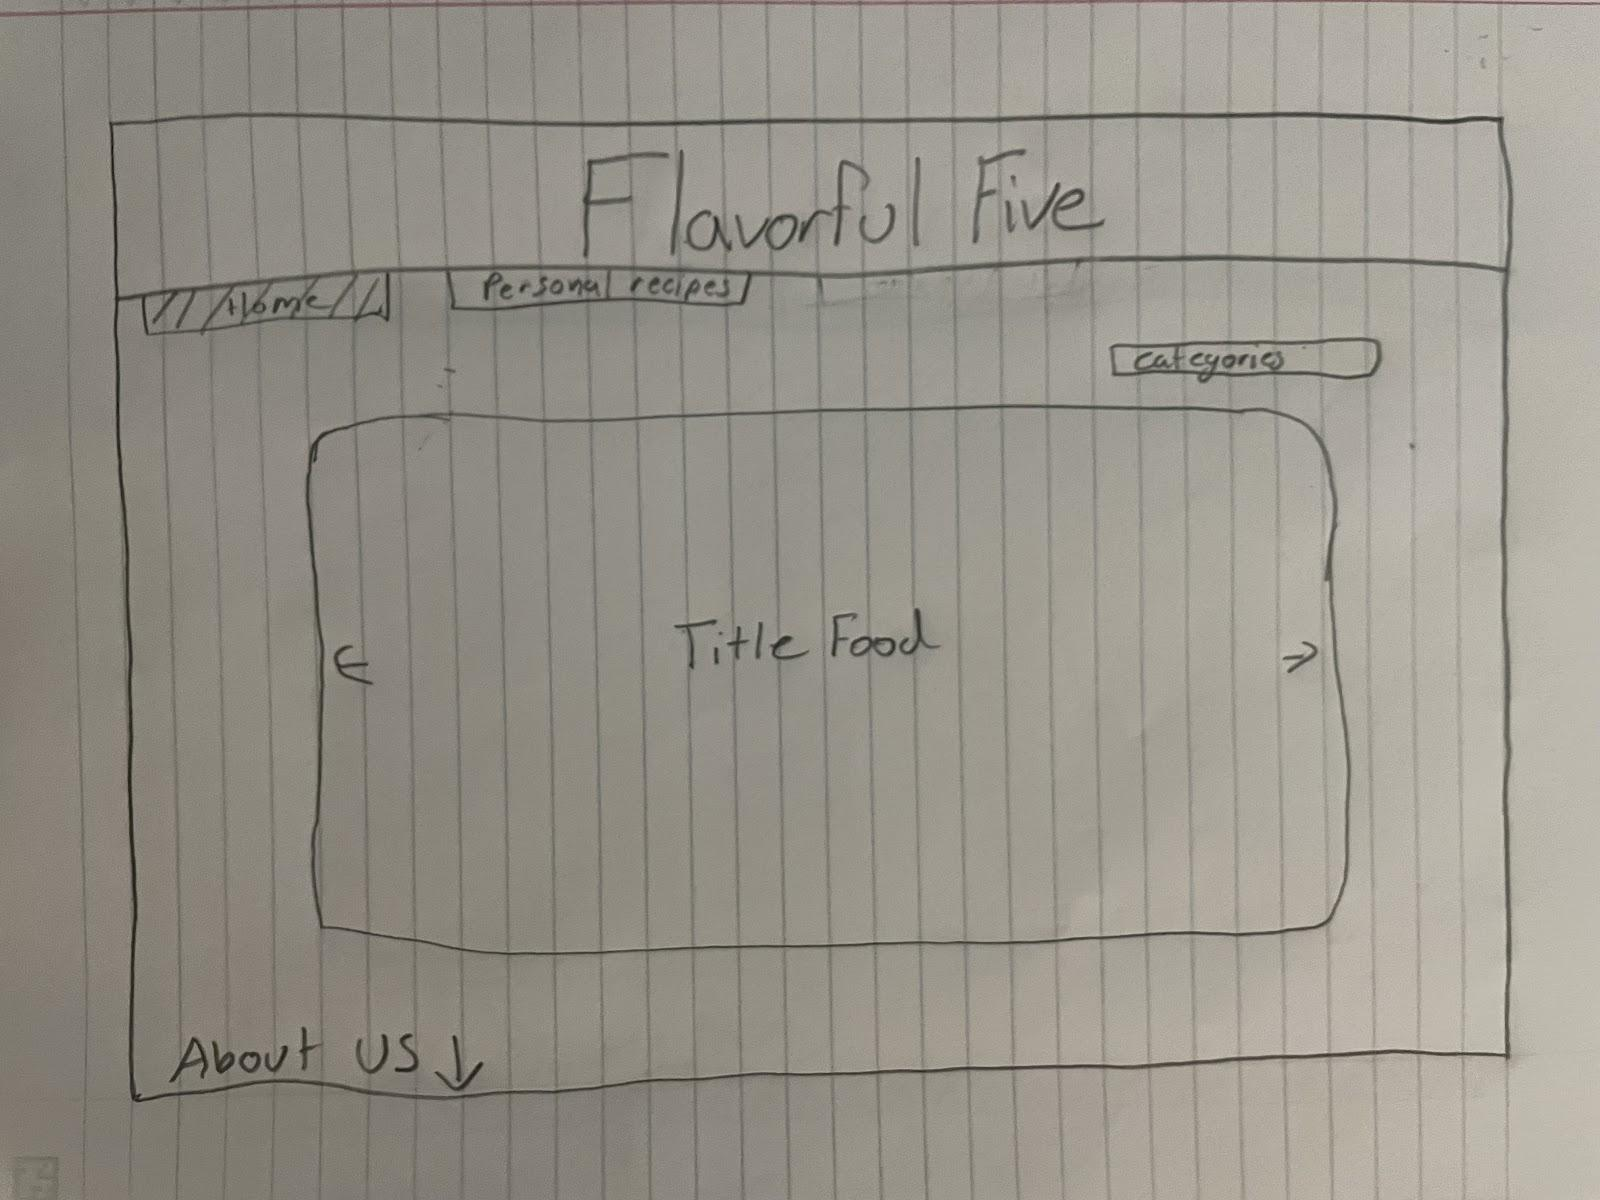 Flavorful Five
Home
Personal recipes
categories
← Title Food →
About US ↓